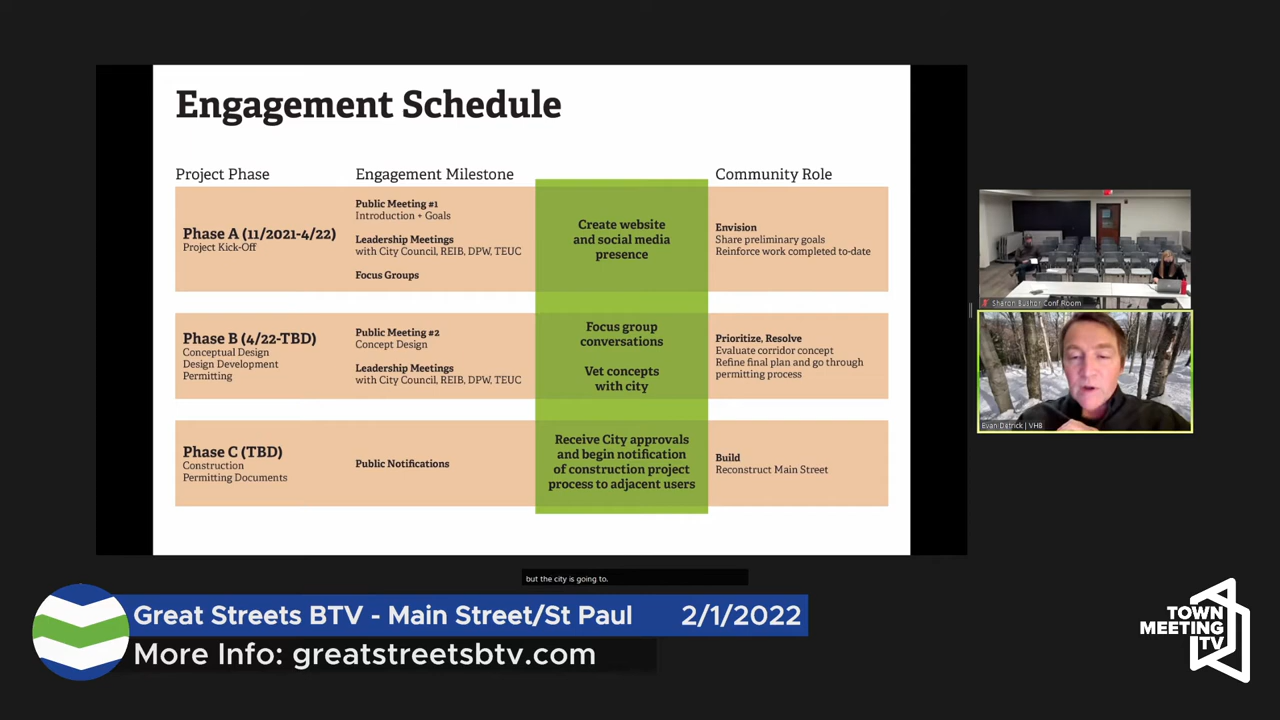 Engagement Schedule
Project Phase
Engagement Milestone
Community Role
Phase A (11/2021-4/22)
Project Kick-Off
Public Meeting #1
Introduction + Goals
Leadership Meetings
with City Council, REIB, DPW, TEUC
Focus Groups
Create website
and social media
presence
Envision
Share preliminary goals
Reinforce work completed to-date
Phase B (4/22-TBD)
Conceptual Design
Design Development
Permitting
Public Meeting #2
Concept Design
Leadership Meetings
with City Council, REIB, DPW, TEUC
Focus group
conversations
Vet concepts
with city
Prioritize, Resolve
Evaluate corridor concept
Refine final plan and go through
permitting process
Phase C (TBD)
Construction
Permitting Documents
Public Notifications
Receive City approvals
and begin notification
of construction project
process to adjacent users
Build
Reconstruct Main Street
Sharon Bushor Conf Room
Evan Detrick | VHB
but the city is going to.
Great Streets BTV - Main Street/St Paul 2/1/2022
More Info: greatstreetsbtv.com
TOWN
MEETING
TV